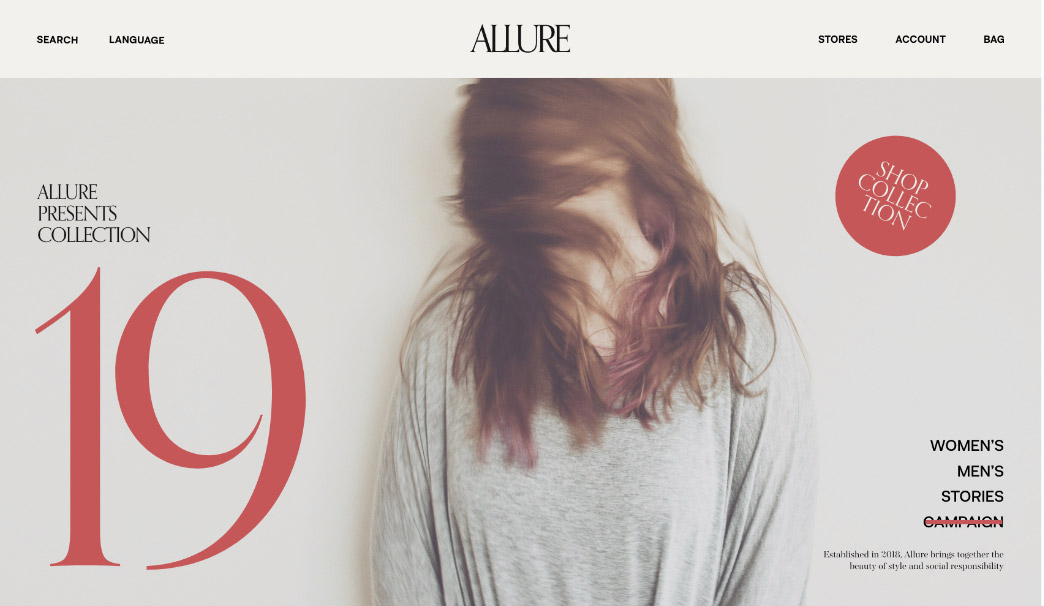 SEARCH
LANGUAGE
ALLURE
STORES
ACCOUNT
BAG
ALLURE
PRESENTS
COLLECTION
19
SHOP
COLLEC
TION
WOMEN'S
MEN'S
STORIES
CAMPAIGN
Established in 2018, Allure brings together the
beauty of style and social responsibility